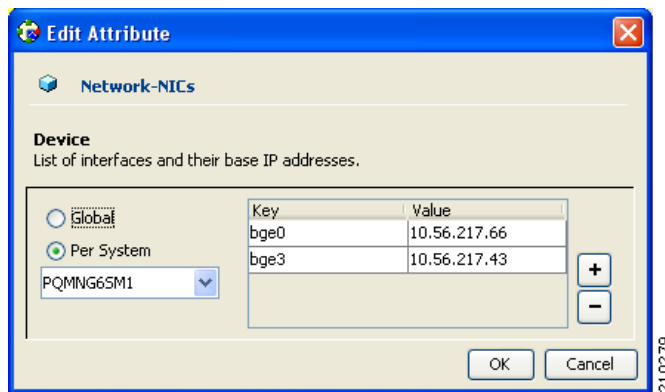 Edit Attribute
Network-NICs
Device
List of interfaces and their base IP addresses.
Global
Per System
PQMNG6SM1
Key Value
bge0 10.56.217.66
bge3 10.56.217.43
+
−
OK Cancel